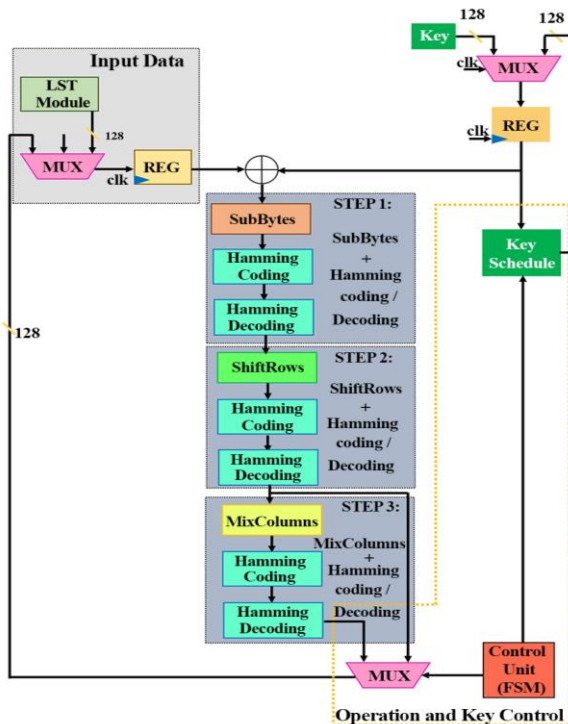 128
128
Key
clk
MUX
clk
REG
Input Data
LST
Module
128
MUX
clk
REG
STEP 1:
SubBytes
SubBytes
+
Hamming
coding /
Decoding
Hamming
Coding
Hamming
Decoding
Key
Schedule
128
STEP 2:
ShiftRows
ShiftRows
+
Hamming
coding /
Decoding
Hamming
Coding
Hamming
Decoding
STEP 3:
MixColumns
MixColumns
+
Hamming
coding /
Decoding
Hamming
Coding
Hamming
Decoding
MUX
Control
Unit
(FSM)
Operation and Key Control